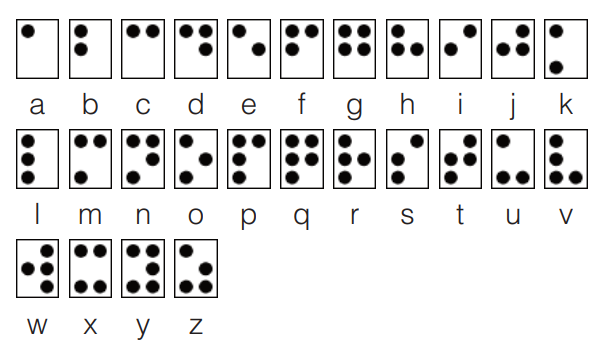 a b c d e f g h i j k
l m n o p q r s t u v
w x y z